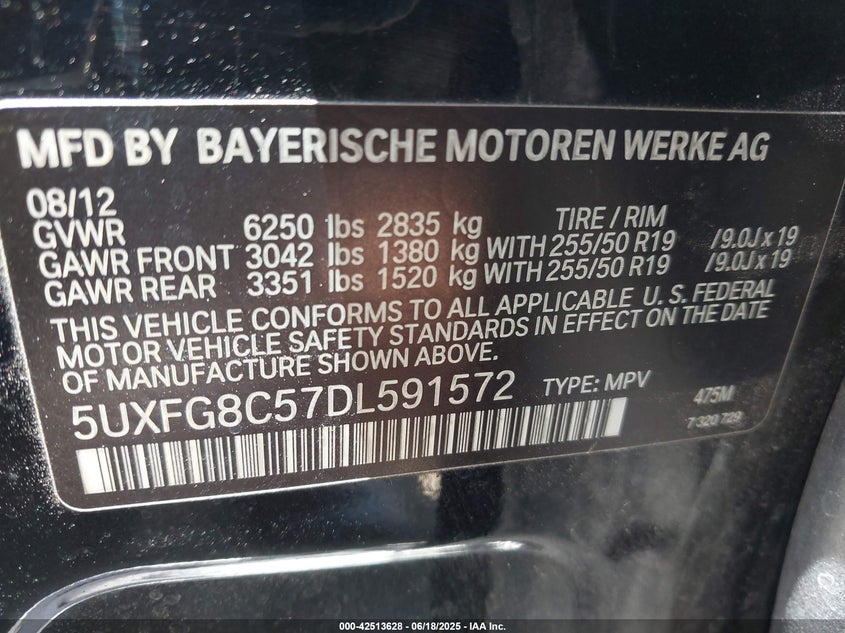 MFD BY BAYERISCHE MOTOREN WERKE AG
08/12 TIRE / RIM
GVWR 6250 lbs 2835 kg
GAWR FRONT 3042 lbs 1380 kg WITH 255/50 R19 /9.0J x 19
GAWR REAR 3351 lbs 1520 kg WITH 255/50 R19 /9.0J x 19
THIS VEHICLE CONFORMS TO ALL APPLICABLE U. S. FEDERAL
MOTOR VEHICLE SAFETY STANDARDS IN EFFECT ON THE DATE
OF MANUFACTURE SHOWN ABOVE.
5UXFG8C57DL591572 TYPE: MPV 475M
7 320 729
000-42513628 - 06/18/2025 - IAA Inc.